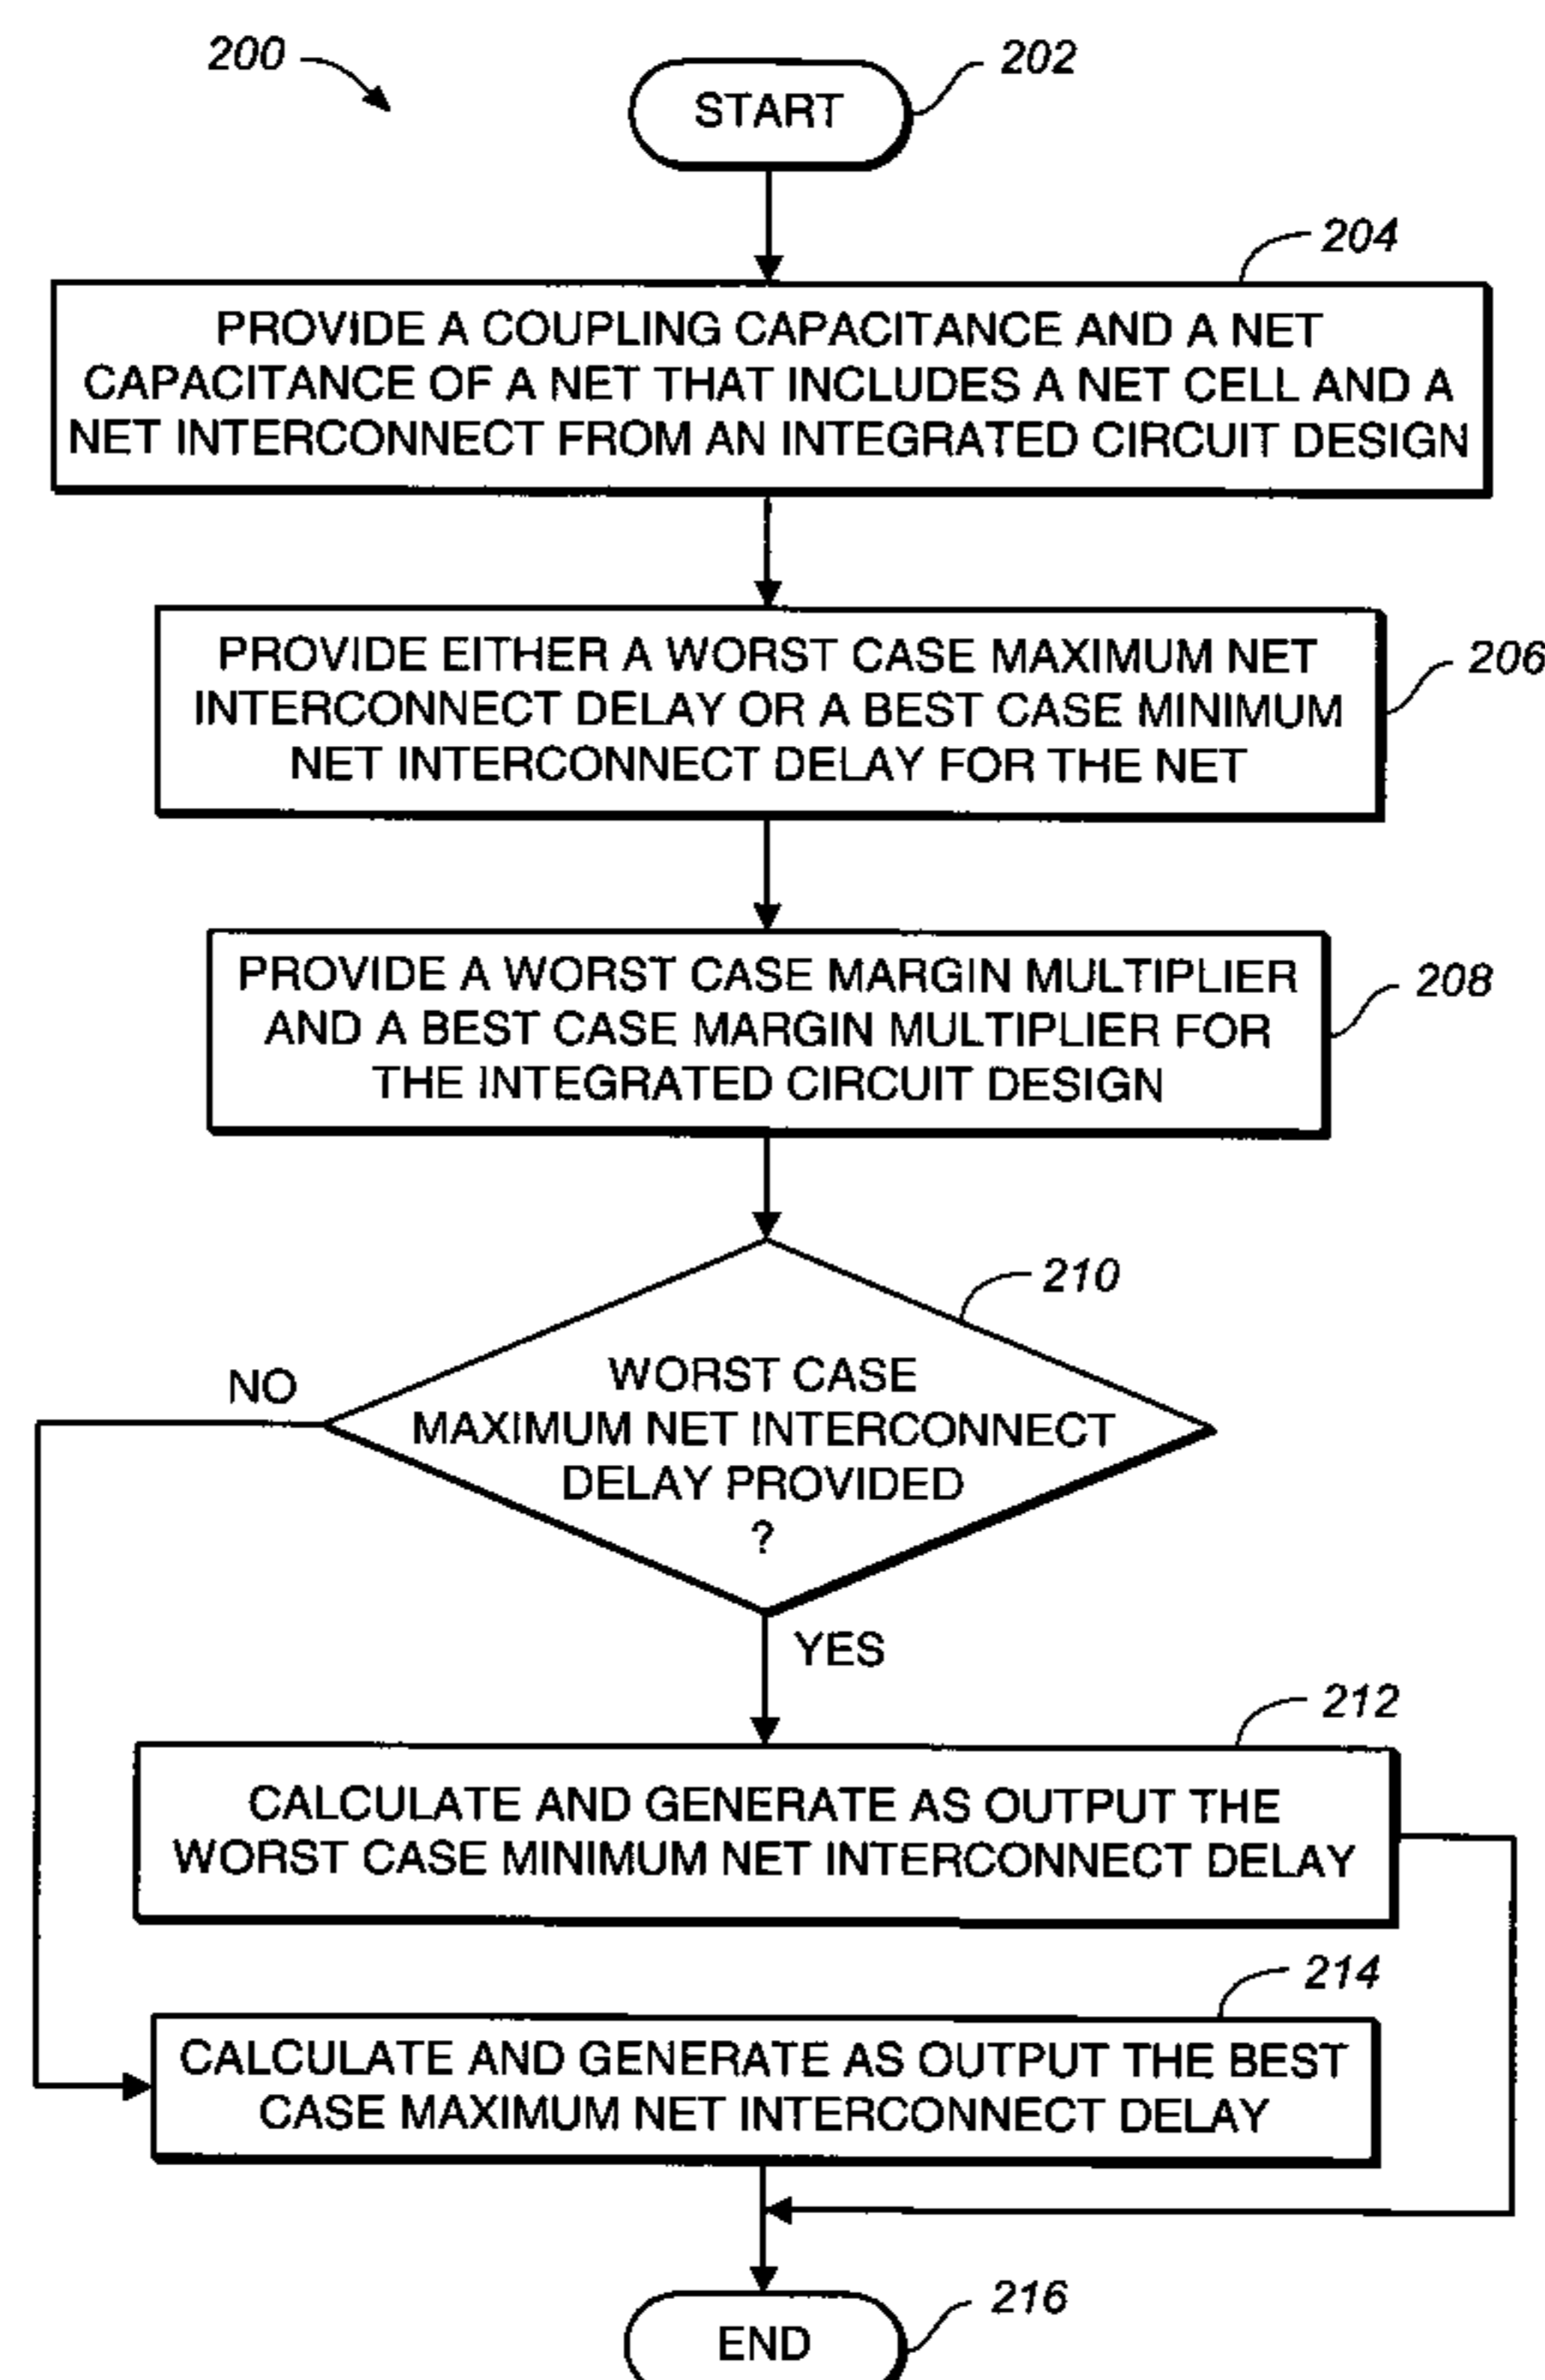 200
START
202
204
PROVIDE A COUPLING CAPACITANCE AND A NET
CAPACITANCE OF A NET THAT INCLUDES A NET CELL AND A
NET INTERCONNECT FROM AN INTEGRATED CIRCUIT DESIGN
PROVIDE EITHER A WORST CASE MAXIMUM NET
INTERCONNECT DELAY OR A BEST CASE MINIMUM
NET INTERCONNECT DELAY FOR THE NET
206
PROVIDE A WORST CASE MARGIN MULTIPLIER
AND A BEST CASE MARGIN MULTIPLIER FOR
THE INTEGRATED CIRCUIT DESIGN
208
210
WORST CASE
MAXIMUM NET INTERCONNECT
DELAY PROVIDED
?
NO
YES
212
CALCULATE AND GENERATE AS OUTPUT THE
WORST CASE MINIMUM NET INTERCONNECT DELAY
214
CALCULATE AND GENERATE AS OUTPUT THE BEST
CASE MAXIMUM NET INTERCONNECT DELAY
216
END